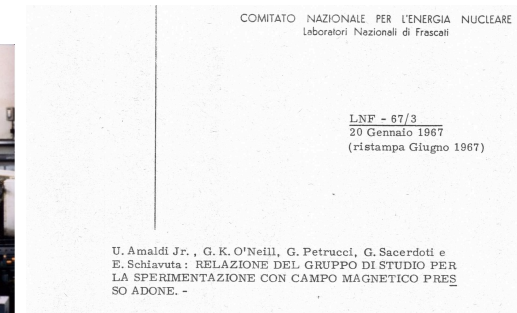 COMITATO NAZIONALE PER L'ENERGIA NUCLEARE
Laboratori Nazionali di Frascati
LNF - 67/3
20 Gennaio 1967
(ristampa Giugno 1967)
U. Amaldi Jr. , G. K. O'Neill, G. Petrucci, G. Sacerdoti e
E. Schiavuta : RELAZIONE DEL GRUPPO DI STUDIO PER
LA SPERIMENTAZIONE CON CAMPO MAGNETICO PRES
SO ADONE. -